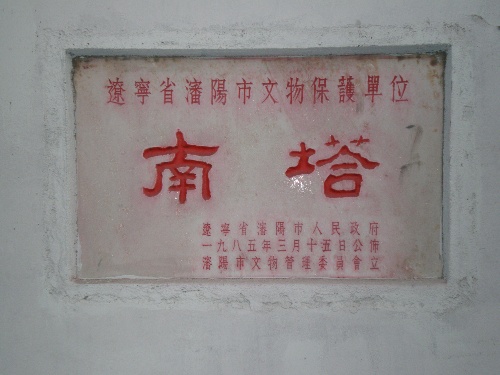 遼寧省瀋陽市文物保護單位
南塔
遼寧省瀋陽市人民政府
一九八五年三月十五日公佈
瀋陽市文物管理委員會立